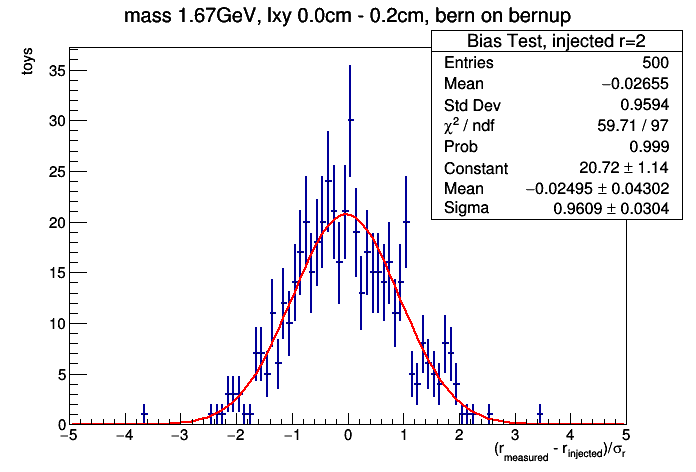 mass 1.67GeV, lxy 0.0cm - 0.2cm, bern on bernup
Bias Test, injected r=2
Entries 500
Mean −0.02655
Std Dev 0.9594
χ² / ndf 59.71 / 97
Prob 0.999
Constant 20.72 ± 1.14
Mean −0.02495 ± 0.04302
Sigma 0.9609 ± 0.0304
toys
35
30
25
20
15
10
5
0
−5 −4 −3 −2 −1 0 1 2 3 4 5
(r_measured - r_injected)/σ_r